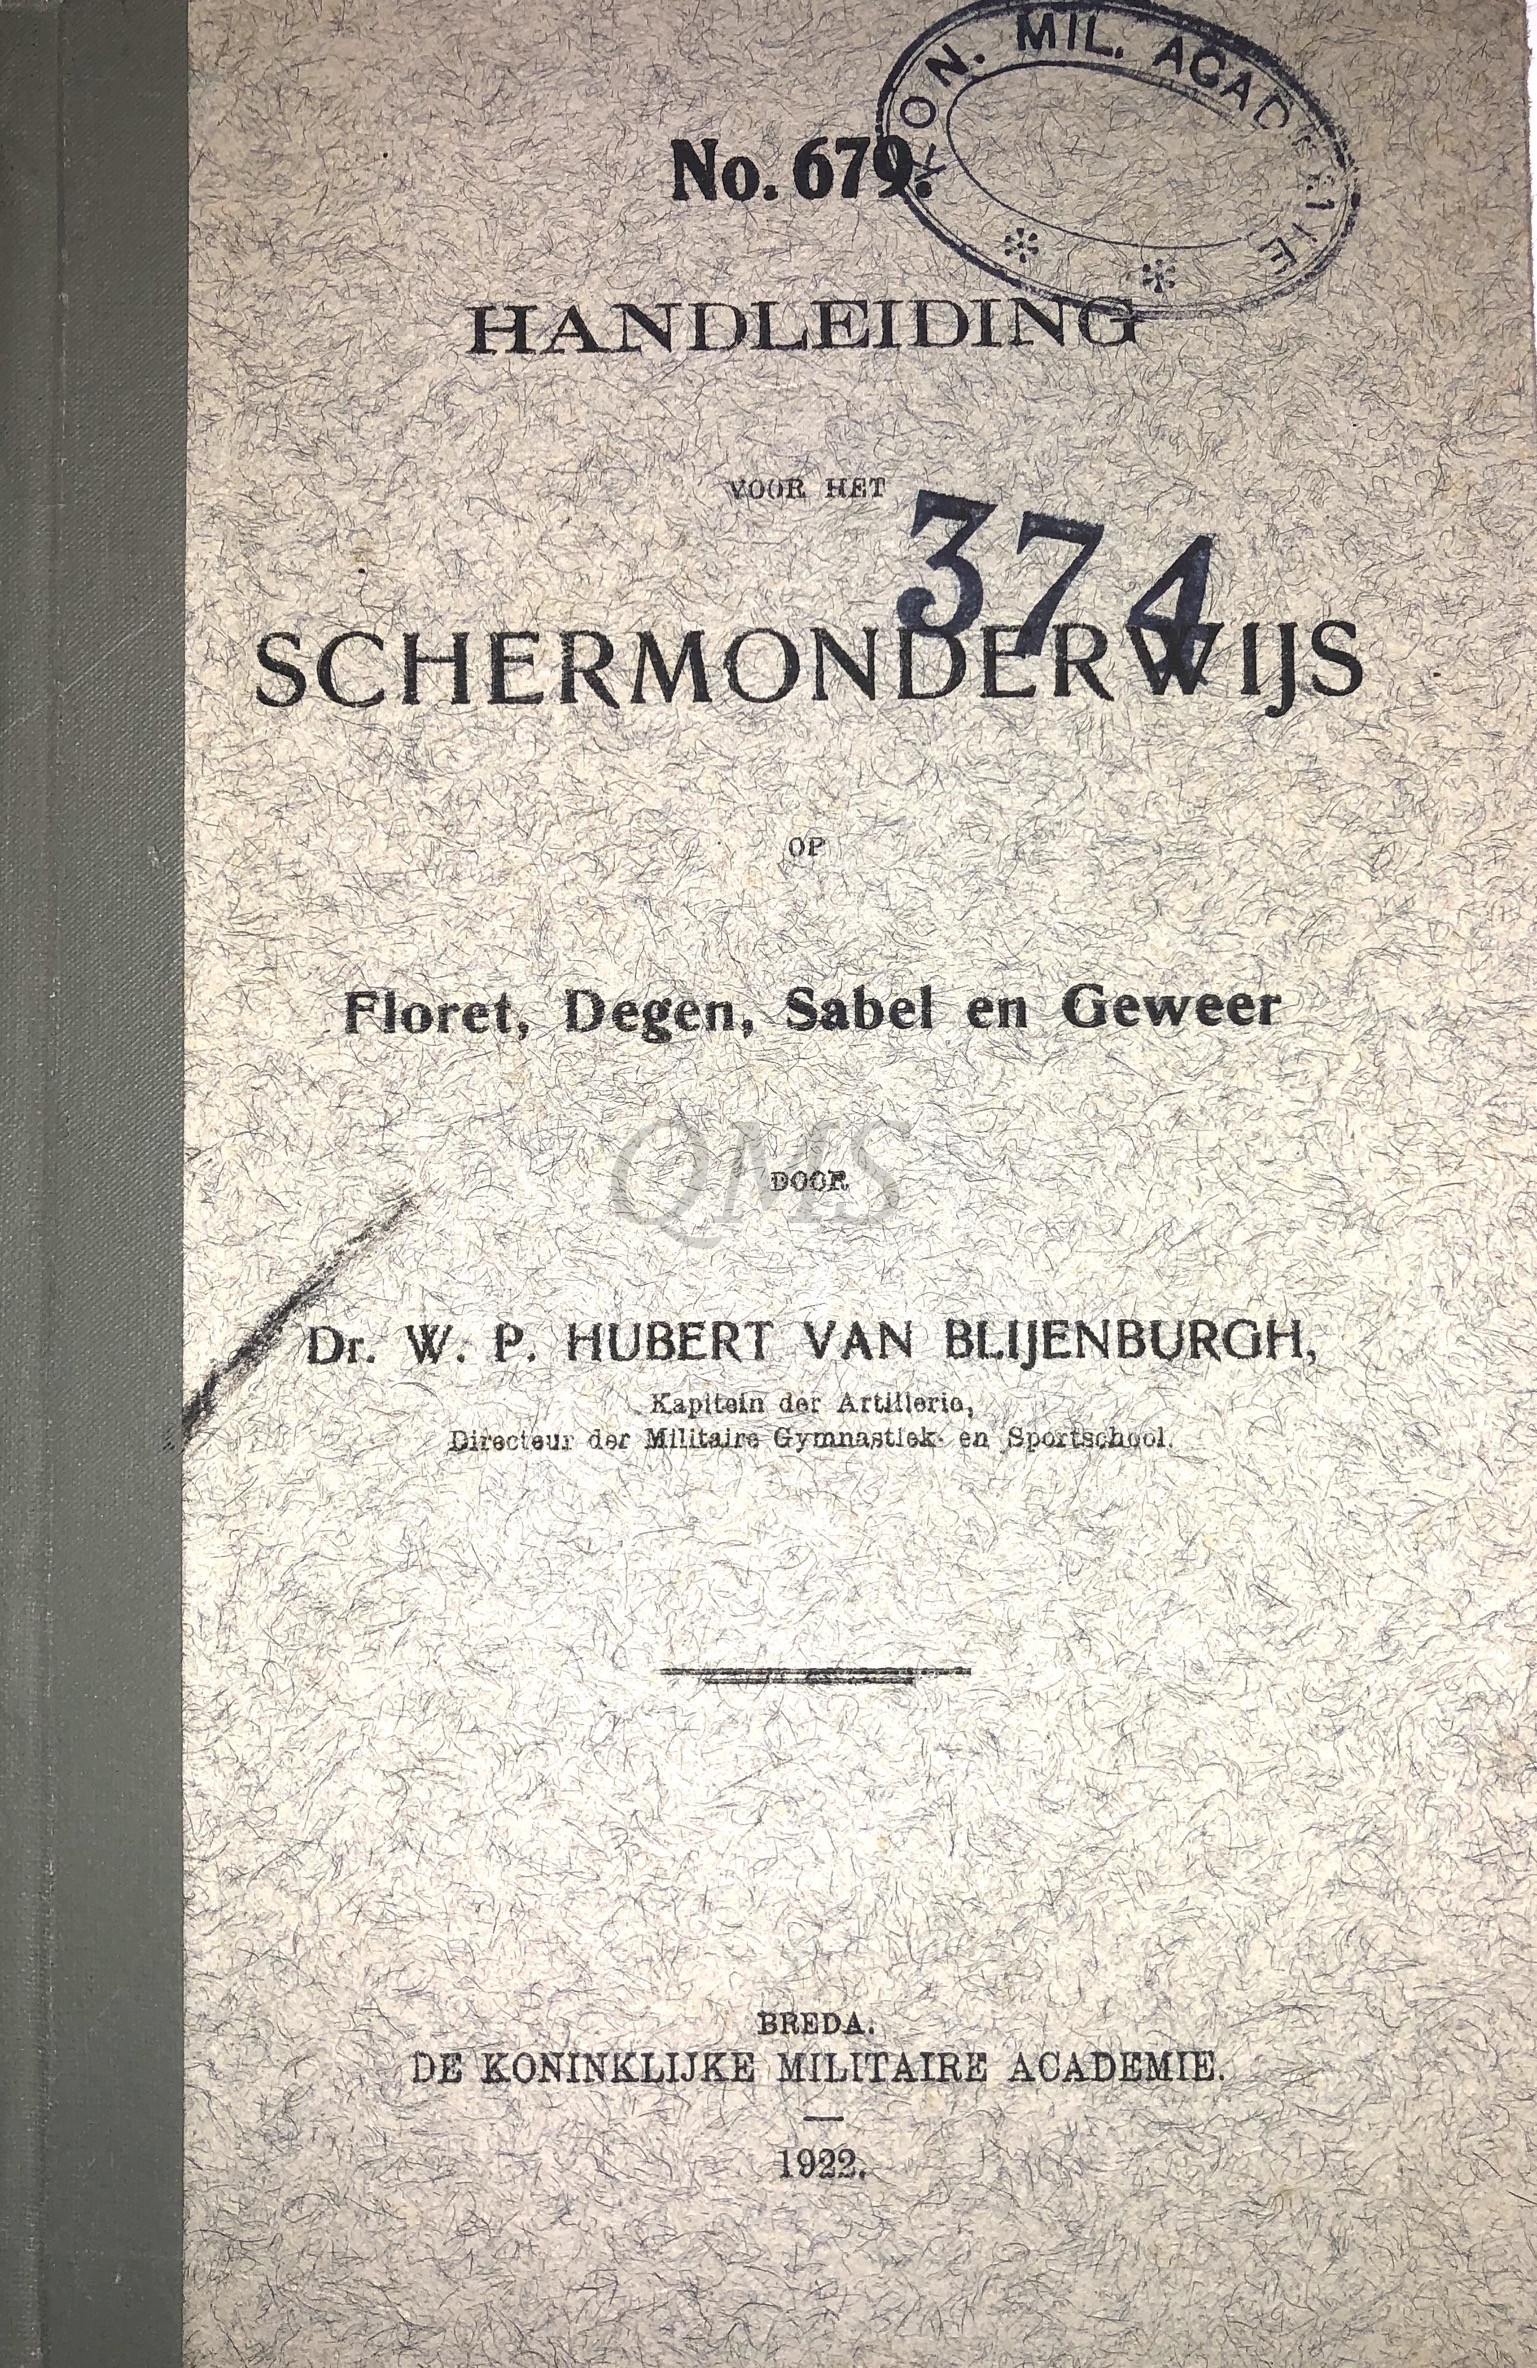 KON. MIL. ACADEMIE
No. 679.
HANDLEIDING
VOOR HET
374
SCHERMONDERWIJS
OP
Floret, Degen, Sabel en Geweer
QMS
DOOR
Dr. W. P. HUBERT VAN BLIJENBURGH,
Kapitein der Artillerie,
Directeur der Militaire Gymnastiek- en Sportschool.
BREDA.
DE KONINKLIJKE MILITAIRE ACADEMIE.
1922.